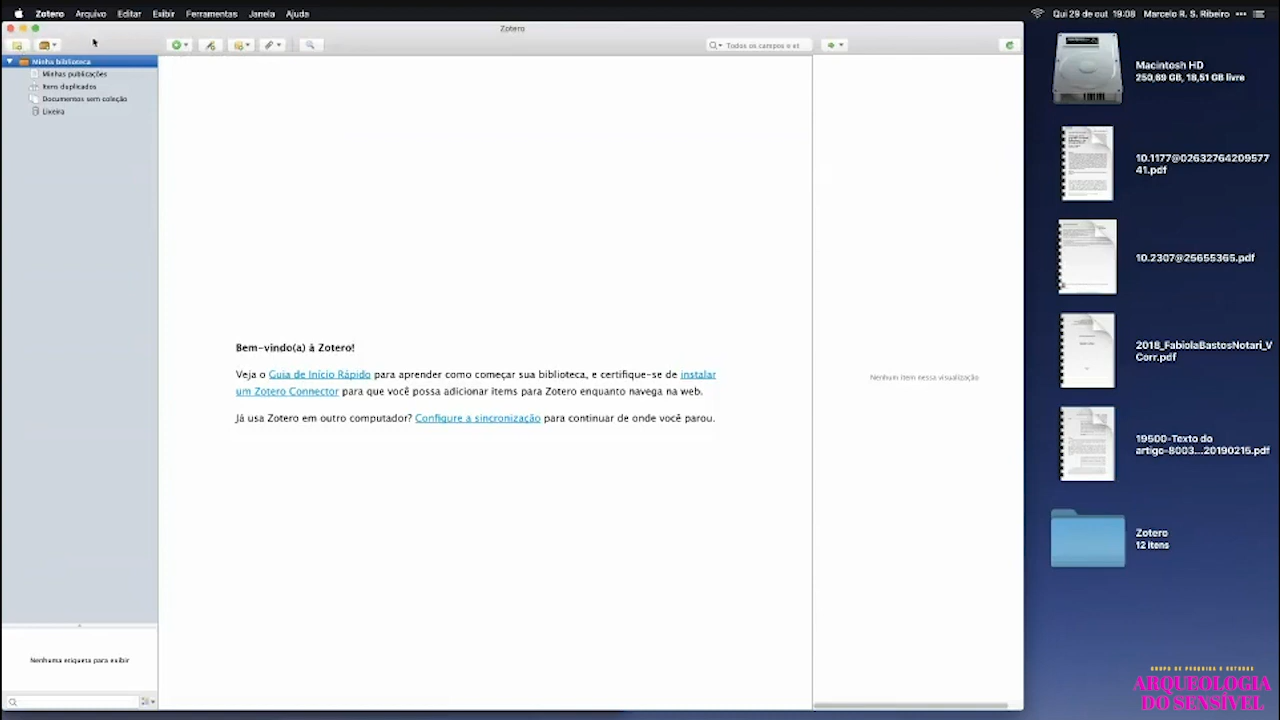 Zotero Arquivo Editar Exibir Ferramentas Janela Ajuda
Qui 29 de out 19:08 Marcelo R. S. Ribeiro
Zotero
Todos os campos e et
Minha biblioteca
Minhas publicações
Itens duplicados
Documentos sem coleção
Lixeira
Bem-vindo(a) à Zotero!
Veja o Guia de Início Rápido para aprender como começar sua biblioteca, e certifique-se de instalar
um Zotero Connector para que você possa adicionar itens para Zotero enquanto navega na web.
Já usa Zotero em outro computador? Configure a sincronização para continuar de onde você parou.
Nenhum item nessa visualização
Nenhuma etiqueta para exibir
Macintosh HD
250,69 GB, 18,51 GB livre
10.1177@02632764209577
41.pdf
10.2307@25655365.pdf
2018_FabiolaBastosNotari_V
Corr.pdf
19500-Texto do
artigo-8003...20190215.pdf
Zotero
12 itens
GRUPO DE PESQUISA E ESTUDOS
ARQUEOLOGIA
DO SENSÍVEL